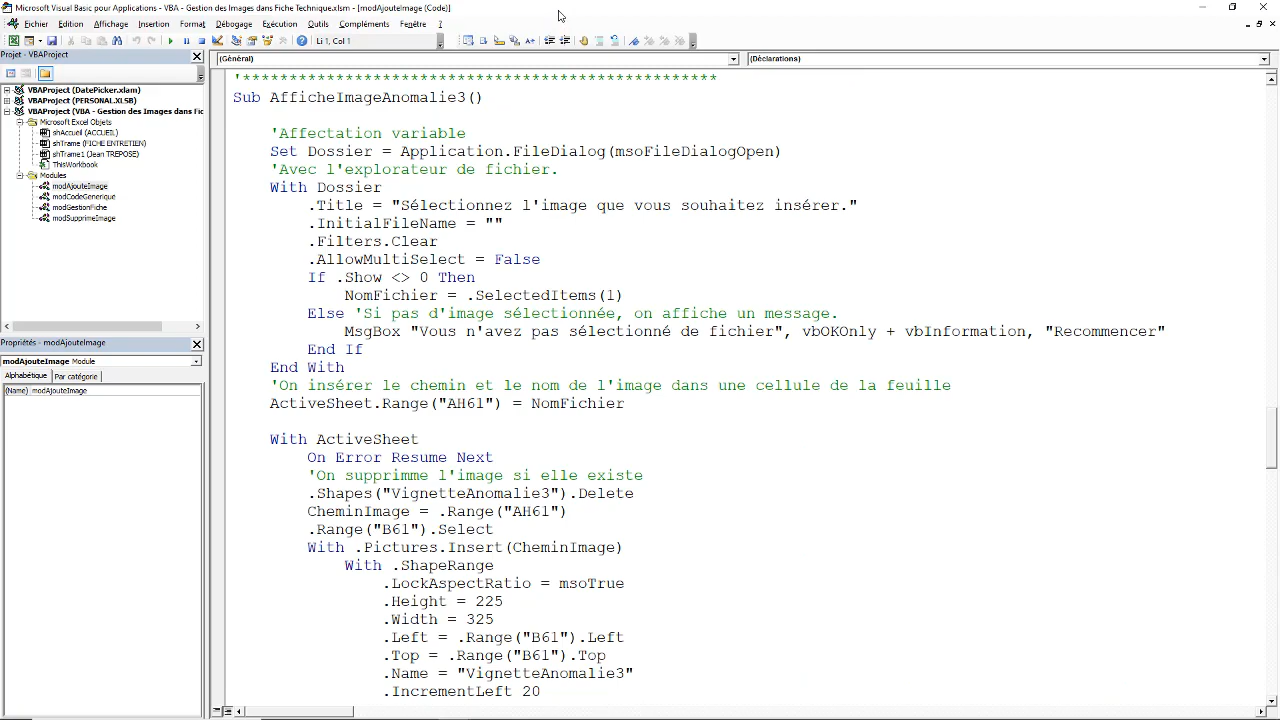 Microsoft Visual Basic pour Applications - VBA - Gestion des Images dans Fiche Technique.xlsm - [modAjouteImage (Code)]
Fichier Edition Affichage Insertion Format Débogage Exécution Outils Compléments Fenêtre ?
Li 1, Col 1
Projet - VBAProject
(Général) (Déclarations)
VBAProject (DatePicker.xlam)
VBAProject (PERSONAL.XLSB)
VBAProject (VBA - Gestion des Images dans Fic
Microsoft Excel Objets
shAccueil (ACCUEIL)
shTrame (FICHE ENTRETIEN)
shTrame1 (Jean TREPOSE)
ThisWorkbook
Modules
modAjouteImage
modCodeGenerique
modGestionFiche
modSupprimeImage
Propriétés - modAjouteImage
modAjouteImage Module
Alphabétique Par catégorie
(Name) modAjouteImage
'***************************************************
Sub AfficheImageAnomalie3()
'Affectation variable
Set Dossier = Application.FileDialog(msoFileDialogOpen)
'Avec l'explorateur de fichier.
With Dossier
.Title = "Sélectionnez l'image que vous souhaitez insérer."
.InitialFileName = ""
.Filters.Clear
.AllowMultiSelect = False
If .Show <> 0 Then
NomFichier = .SelectedItems(1)
Else 'Si pas d'image sélectionnée, on affiche un message.
MsgBox "Vous n'avez pas sélectionné de fichier", vbOKOnly + vbInformation, "Recommencer"
End If
End With
'On insérer le chemin et le nom de l'image dans une cellule de la feuille
ActiveSheet.Range("AH61") = NomFichier
With ActiveSheet
On Error Resume Next
'On supprimme l'image si elle existe
.Shapes("VignetteAnomalie3").Delete
CheminImage = .Range("AH61")
.Range("B61").Select
With .Pictures.Insert(CheminImage)
With .ShapeRange
.LockAspectRatio = msoTrue
.Height = 225
.Width = 325
.Left = .Range("B61").Left
.Top = .Range("B61").Top
.Name = "VignetteAnomalie3"
.IncrementLeft 20